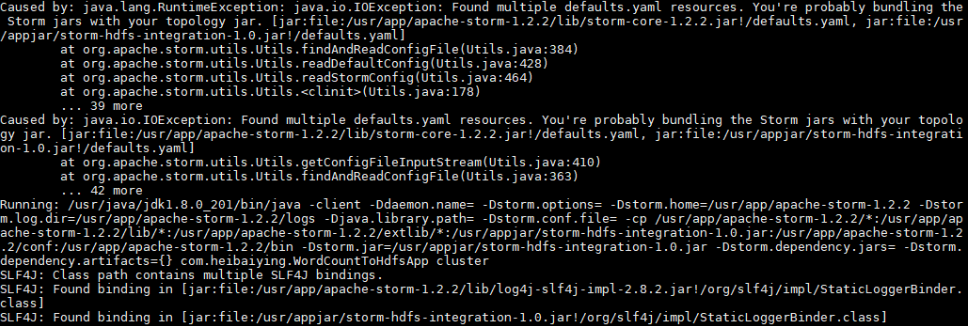 Caused by: java.lang.RuntimeException: java.io.IOException: Found multiple defaults.yaml resources. You're probably bundling the
 Storm jars with your topology jar. [jar:file:/usr/app/apache-storm-1.2.2/lib/storm-core-1.2.2.jar!/defaults.yaml, jar:file:/usr
/appjar/storm-hdfs-integration-1.0.jar!/defaults.yaml]
        at org.apache.storm.utils.Utils.findAndReadConfigFile(Utils.java:384)
        at org.apache.storm.utils.Utils.readDefaultConfig(Utils.java:428)
        at org.apache.storm.utils.Utils.readStormConfig(Utils.java:464)
        at org.apache.storm.utils.Utils.<clinit>(Utils.java:178)
        ... 39 more
Caused by: java.io.IOException: Found multiple defaults.yaml resources. You're probably bundling the Storm jars with your topolo
gy jar. [jar:file:/usr/app/apache-storm-1.2.2/lib/storm-core-1.2.2.jar!/defaults.yaml, jar:file:/usr/appjar/storm-hdfs-integrati
on-1.0.jar!/defaults.yaml]
        at org.apache.storm.utils.Utils.getConfigFileInputStream(Utils.java:410)
        at org.apache.storm.utils.Utils.findAndReadConfigFile(Utils.java:363)
        ... 42 more
Running: /usr/java/jdk1.8.0_201/bin/java -client -Ddaemon.name= -Dstorm.options= -Dstorm.home=/usr/app/apache-storm-1.2.2 -Dstor
m.log.dir=/usr/app/apache-storm-1.2.2/logs -Djava.library.path= -Dstorm.conf.file= -cp /usr/app/apache-storm-1.2.2/*:/usr/app/ap
ache-storm-1.2.2/lib/*:/usr/app/apache-storm-1.2.2/extlib/*:/usr/appjar/storm-hdfs-integration-1.0.jar:/usr/app/apache-storm-1.2
.2/conf:/usr/app/apache-storm-1.2.2/bin -Dstorm.jar=/usr/appjar/storm-hdfs-integration-1.0.jar -Dstorm.dependency.jars= -Dstorm.
dependency.artifacts={} com.heibaiying.WordCountToHdfsApp cluster
SLF4J: Class path contains multiple SLF4J bindings.
SLF4J: Found binding in [jar:file:/usr/app/apache-storm-1.2.2/lib/log4j-slf4j-impl-2.8.2.jar!/org/slf4j/impl/StaticLoggerBinder.
class]
SLF4J: Found binding in [jar:file:/usr/appjar/storm-hdfs-integration-1.0.jar!/org/slf4j/impl/StaticLoggerBinder.class]